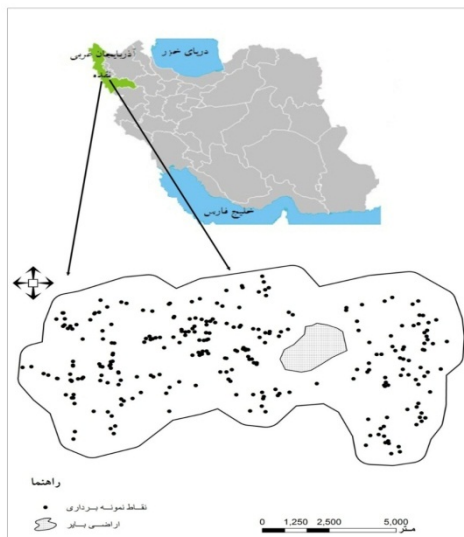 دریای خزر
آذربایجان غربی
نقده
خلیج فارس
راهنما
نقاط نمونه برداری
اراضی بایر
0 1,250 2,500 5,000
متر